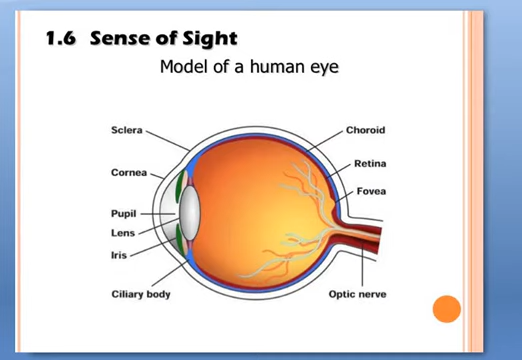 1.6 Sense of Sight
Model of a human eye
Sclera
Choroid
Retina
Cornea
Fovea
Pupil
Lens
Iris
Ciliary body
Optic nerve